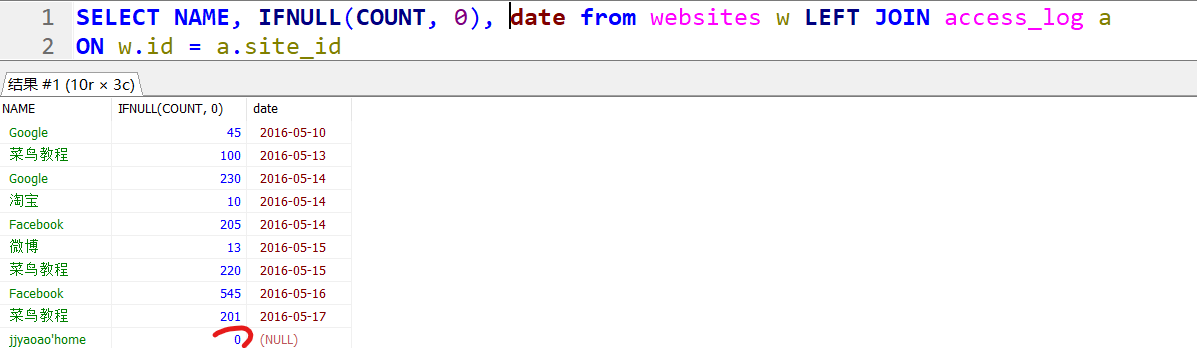 1 SELECT NAME, IFNULL(COUNT, 0), date from websites w LEFT JOIN access_log a
2 ON w.id = a.site_id
结果 #1 (10r × 3c)
NAME IFNULL(COUNT, 0) date
Google 45 2016-05-10
菜鸟教程 100 2016-05-13
Google 230 2016-05-14
淘宝 10 2016-05-14
Facebook 205 2016-05-14
微博 13 2016-05-15
菜鸟教程 220 2016-05-15
Facebook 545 2016-05-16
菜鸟教程 201 2016-05-17
jjyaoao'home 0 (NULL)